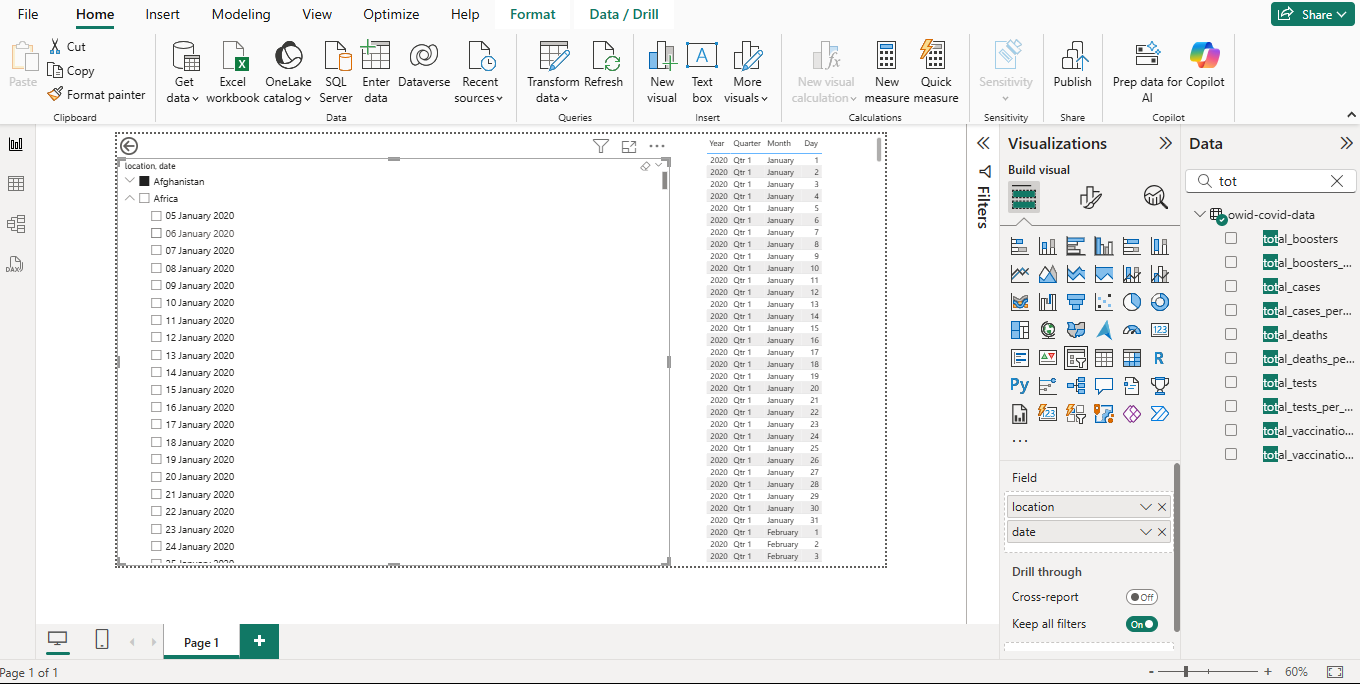 File Home Insert Modeling View Optimize Help Format Data / Drill Share
Paste
Cut
Copy
Format painter
Clipboard
Get data
Excel workbook
OneLake catalog
SQL Server
Enter data
Dataverse
Recent sources
Data
Transform data
Refresh
Queries
New visual
Text box
More visuals
Insert
New visual calculation
New measure
Quick measure
Calculations
Sensitivity
Sensitivity
Publish
Share
Prep data for AI
Copilot
Copilot
location, date
Afghanistan
Africa
05 January 2020
06 January 2020
07 January 2020
08 January 2020
09 January 2020
10 January 2020
11 January 2020
12 January 2020
13 January 2020
14 January 2020
15 January 2020
16 January 2020
17 January 2020
18 January 2020
19 January 2020
20 January 2020
21 January 2020
22 January 2020
23 January 2020
24 January 2020
25 January 2020
Year Quarter Month Day
2020 Qtr 1 January 1
2020 Qtr 1 January 2
2020 Qtr 1 January 3
2020 Qtr 1 January 4
2020 Qtr 1 January 5
2020 Qtr 1 January 6
2020 Qtr 1 January 7
2020 Qtr 1 January 8
2020 Qtr 1 January 9
2020 Qtr 1 January 10
2020 Qtr 1 January 11
2020 Qtr 1 January 12
2020 Qtr 1 January 13
2020 Qtr 1 January 14
2020 Qtr 1 January 15
2020 Qtr 1 January 16
2020 Qtr 1 January 17
2020 Qtr 1 January 18
2020 Qtr 1 January 19
2020 Qtr 1 January 20
2020 Qtr 1 January 21
2020 Qtr 1 January 22
2020 Qtr 1 January 23
2020 Qtr 1 January 24
2020 Qtr 1 January 25
2020 Qtr 1 January 26
2020 Qtr 1 January 27
2020 Qtr 1 January 28
2020 Qtr 1 January 29
2020 Qtr 1 January 30
2020 Qtr 1 January 31
2020 Qtr 1 February 1
2020 Qtr 1 February 2
2020 Qtr 1 February 3
Filters
Visualizations
Build visual
123
R
Py
123
...
Field
location
date
Drill through
Cross-report Off
Keep all filters On
Data
tot
owid-covid-data
total_boosters
total_boosters_...
total_cases
total_cases_per...
total_deaths
total_deaths_pe...
total_tests
total_tests_per_...
total_vaccinatio...
total_vaccinatio...
DAX
Page 1 +
Page 1 of 1
- + 60%